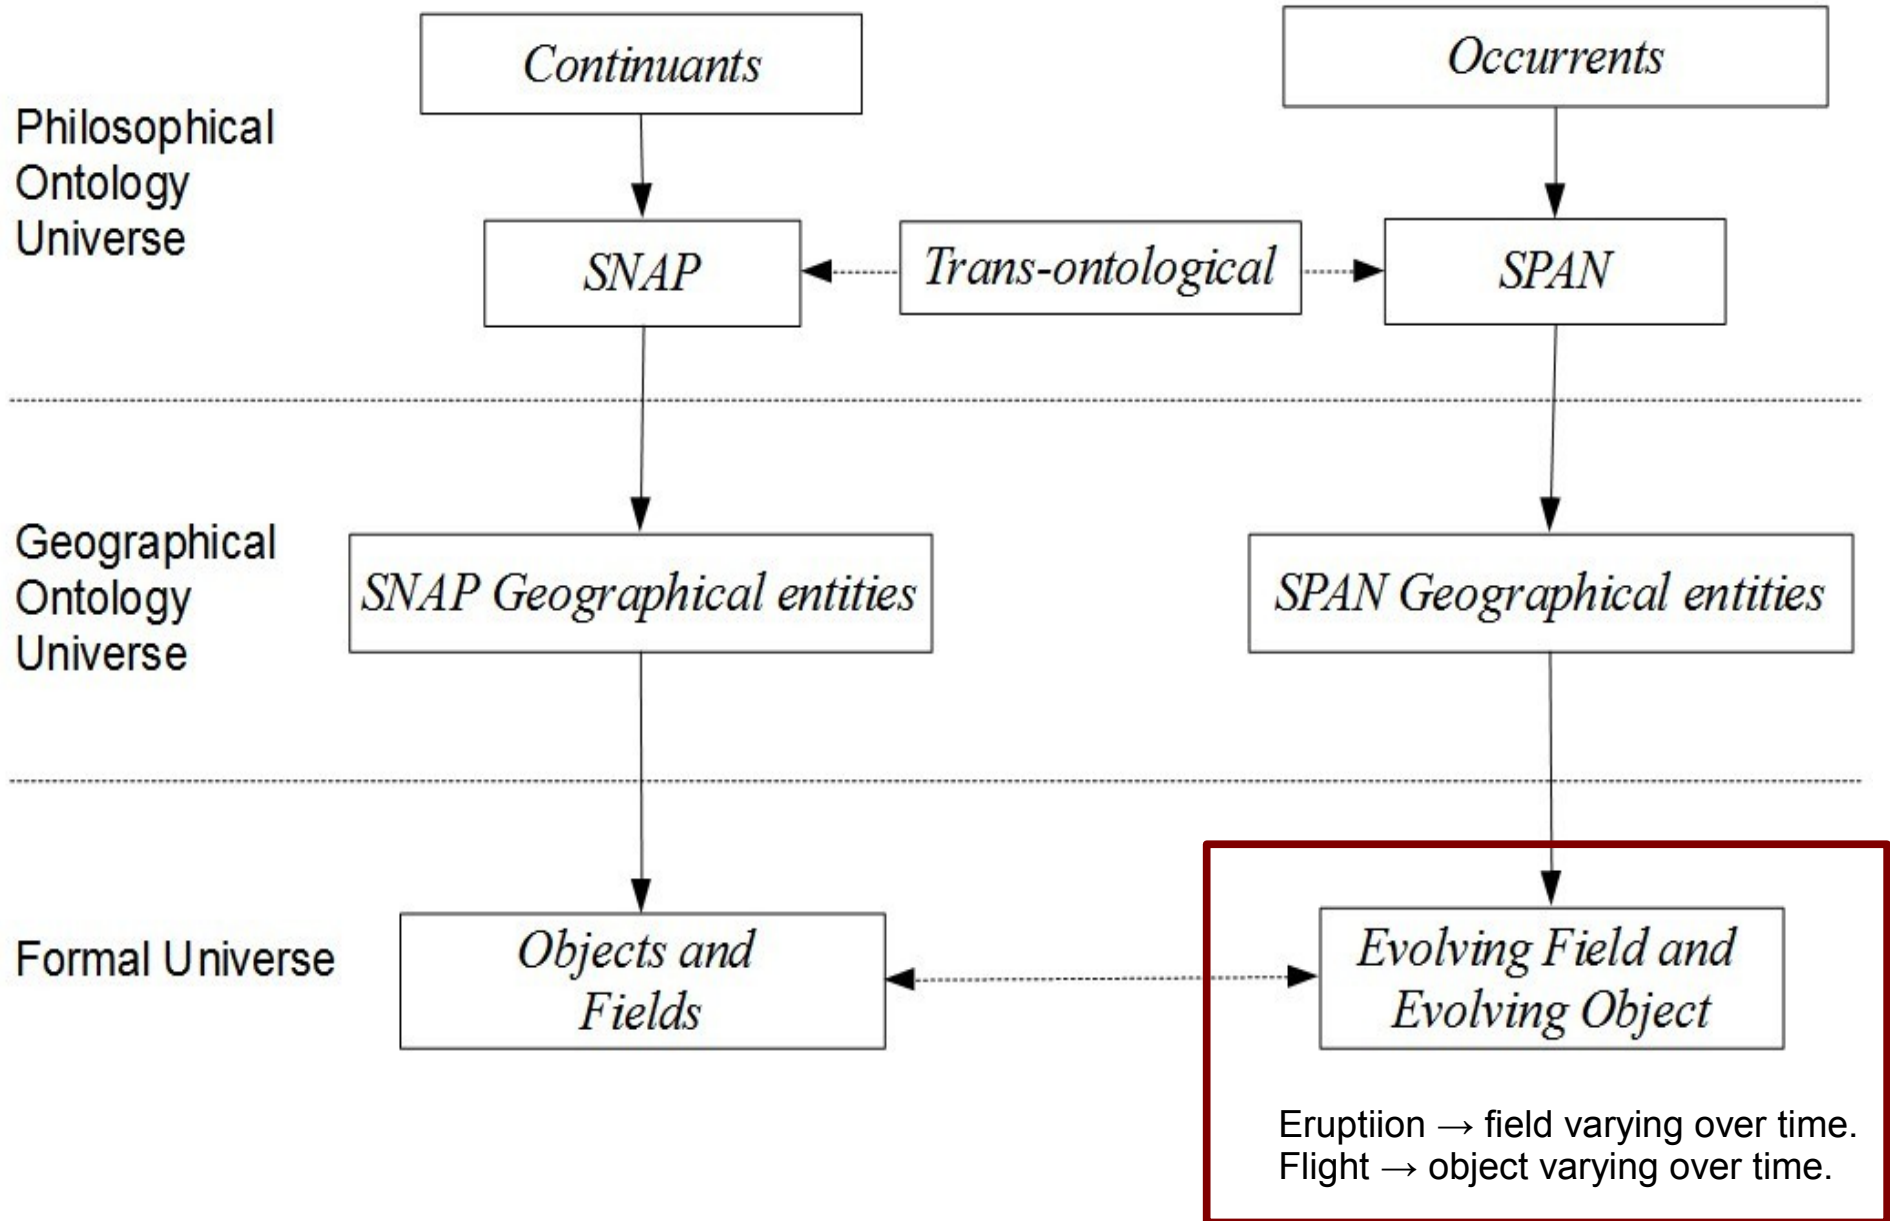 Continuants
Occurrents
Philosophical
Ontology
Universe
SNAP
Trans-ontological
SPAN
Geographical
Ontology
Universe
SNAP Geographical entities
SPAN Geographical entities
Formal Universe
Objects and
Fields
Evolving Field and
Evolving Object
Eruptiion → field varying over time.
Flight → object varying over time.